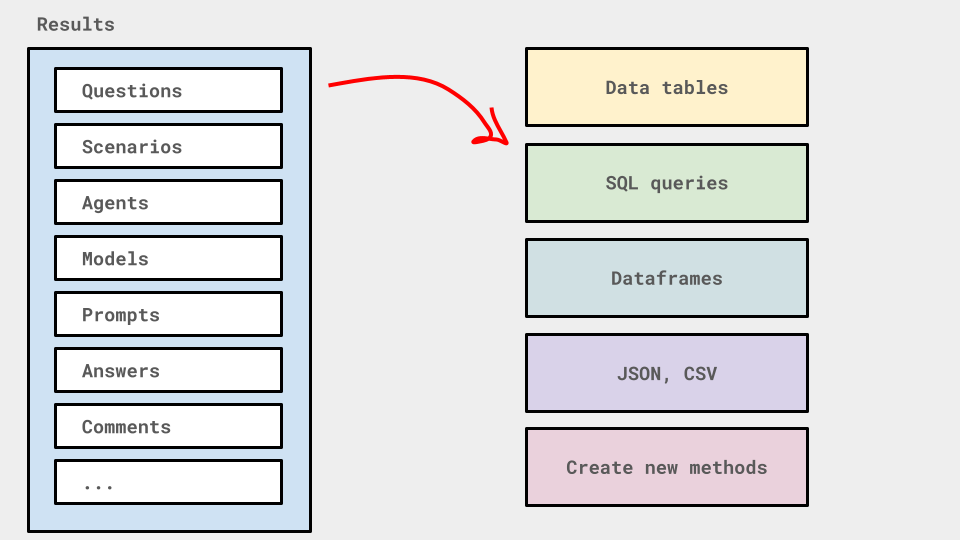 Results
Questions
Scenarios
Agents
Models
Prompts
Answers
Comments
...
Data tables
SQL queries
Dataframes
JSON, CSV
Create new methods